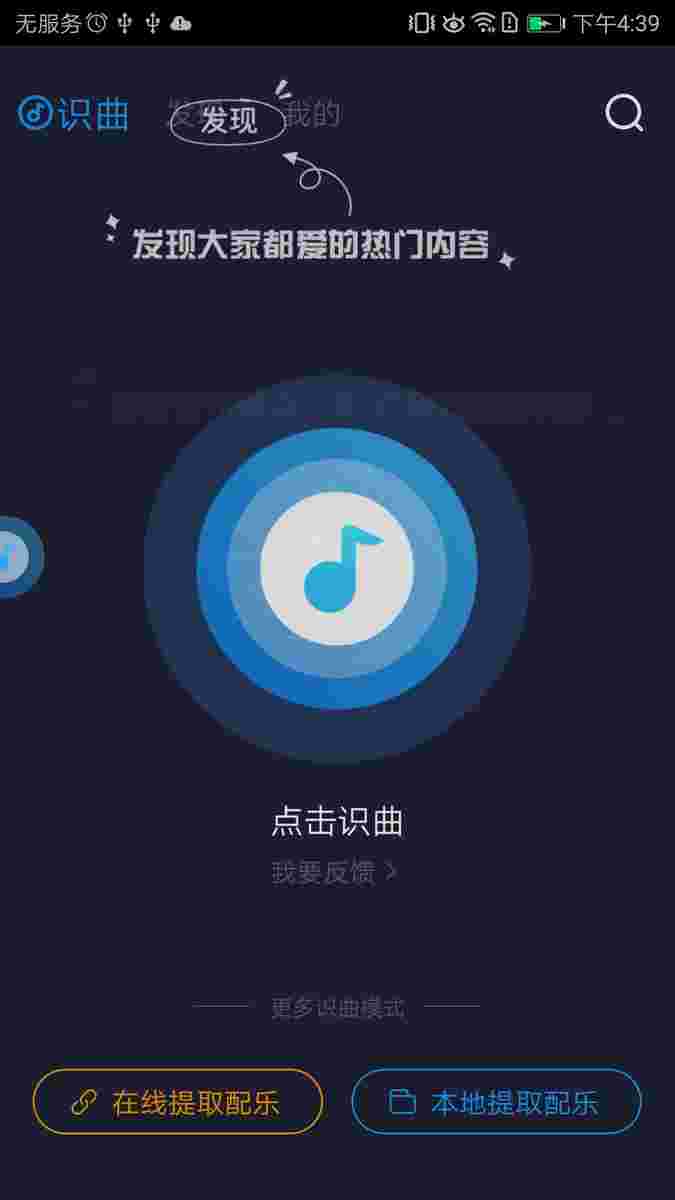 无服务 下午4:39
识曲 发现 我的
发现大家都爱的热门内容
点击识曲
我要反馈 >
更多识曲模式
在线提取配乐 本地提取配乐